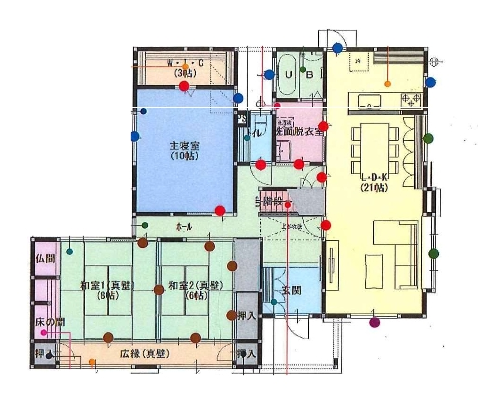 W・I・C
(3帖)
U B
主寝室
(10帖)
トイレ
洗面脱衣室
L・D・K
(21帖)
階段
ホール
仏間
和室1(真壁)
(8帖)
和室2(真壁)
(6帖)
玄関
床の間
押入
押入
広縁(真壁)
押入